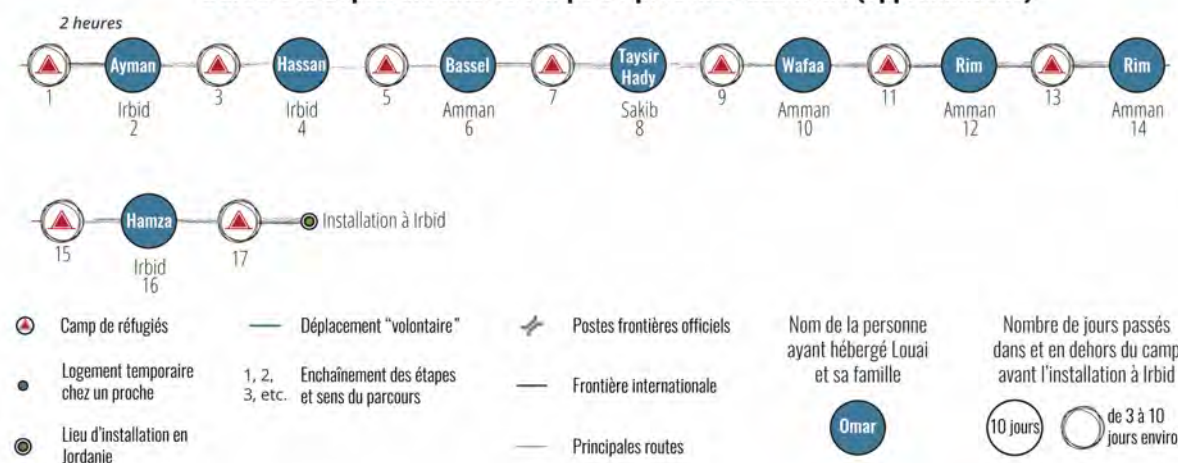 2 heures
1
Ayman
Irbid
2
3
Hassan
Irbid
4
5
Bassel
Amman
6
7
Taysir
Hady
Sakib
8
9
Wafaa
Amman
10
11
Rim
Amman
12
13
Rim
Amman
14
15
Hamza
Irbid
16
17
Installation à Irbid
Camp de réfugiés
Logement temporaire
chez un proche
Lieu d'installation en
Jordanie
Déplacement "volontaire"
1, 2,
3, etc.
Enchaînement des étapes
et sens du parcours
Postes frontières officiels
Frontière internationale
Principales routes
Nom de la personne
ayant hébergé Louai
et sa famille
Omar
Nombre de jours passés
dans et en dehors du camp
avant l'installation à Irbid
10 jours
de 3 à 10
jours enviro